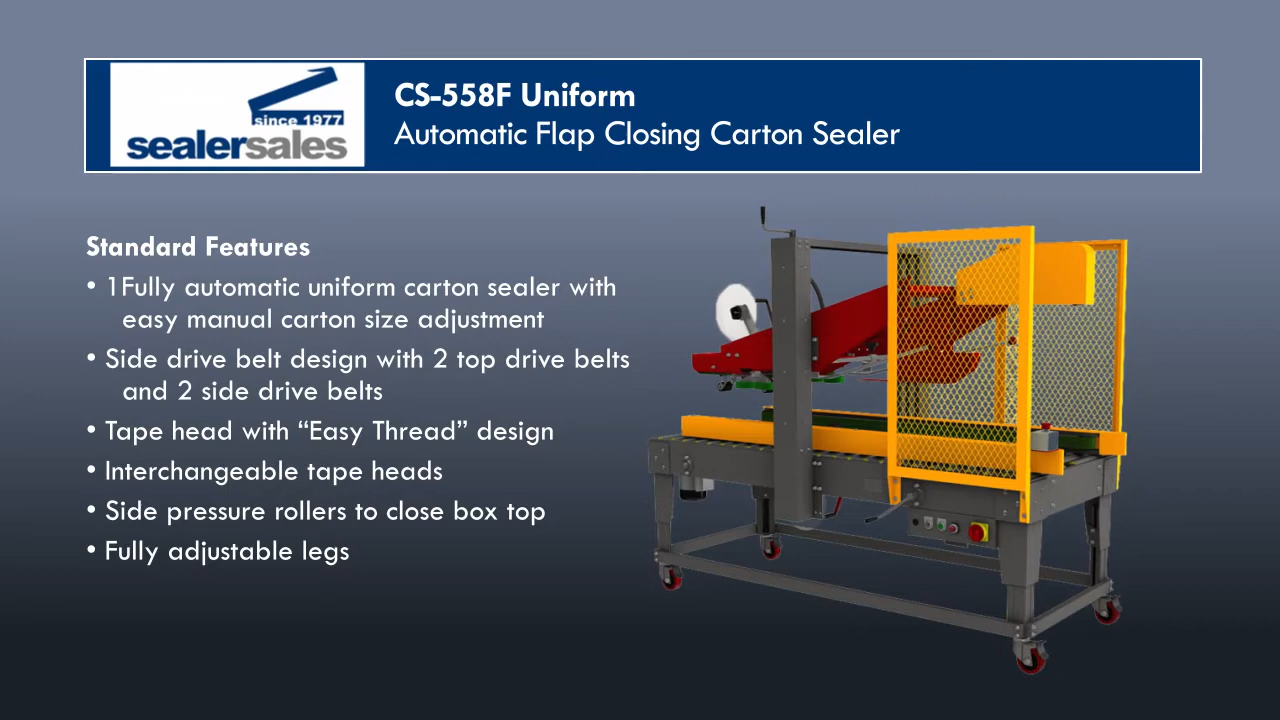 since 1977
sealersales
CS-558F Uniform
Automatic Flap Closing Carton Sealer
Standard Features
• 1Fully automatic uniform carton sealer with
easy manual carton size adjustment
• Side drive belt design with 2 top drive belts
and 2 side drive belts
• Tape head with “Easy Thread” design
• Interchangeable tape heads
• Side pressure rollers to close box top
• Fully adjustable legs